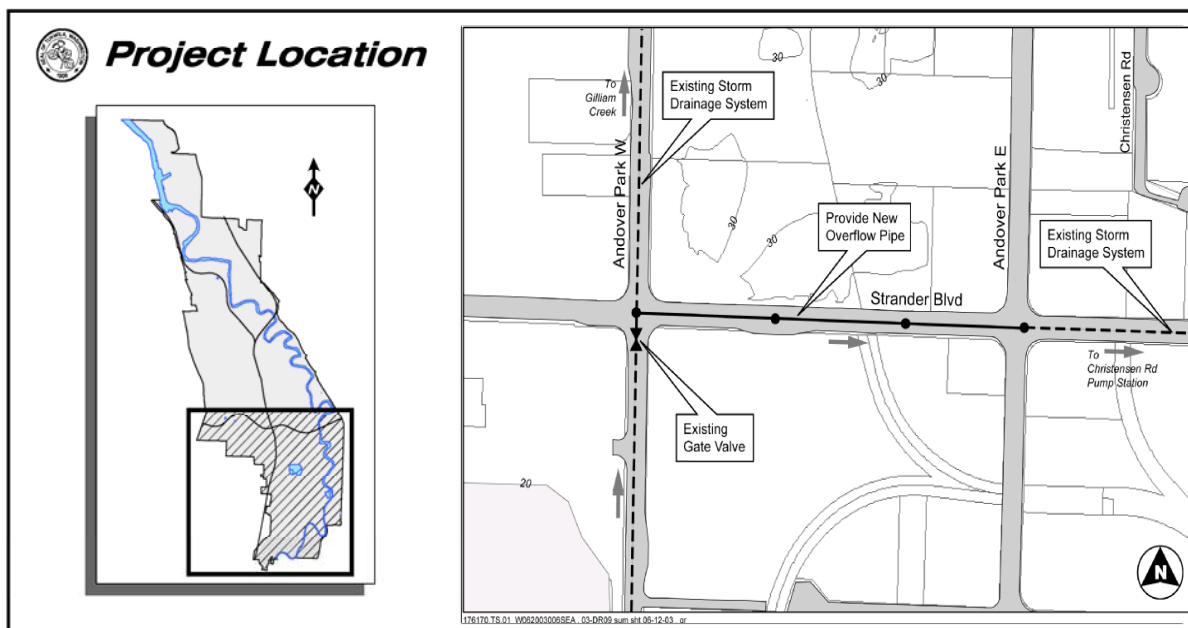 Project Location
N
To
Gilliam
Creek
Existing Storm
Drainage System
Andover Park W
30
30
30
30
Provide New
Overflow Pipe
Andover Park E
Christensen Rd
Existing Storm
Drainage System
Strander Blvd
To
Christensen Rd
Pump Station
Existing
Gate Valve
20
N
176170.TS.01_W062003006SEA . 03-DR09 sum sht 06-12-03 . gr